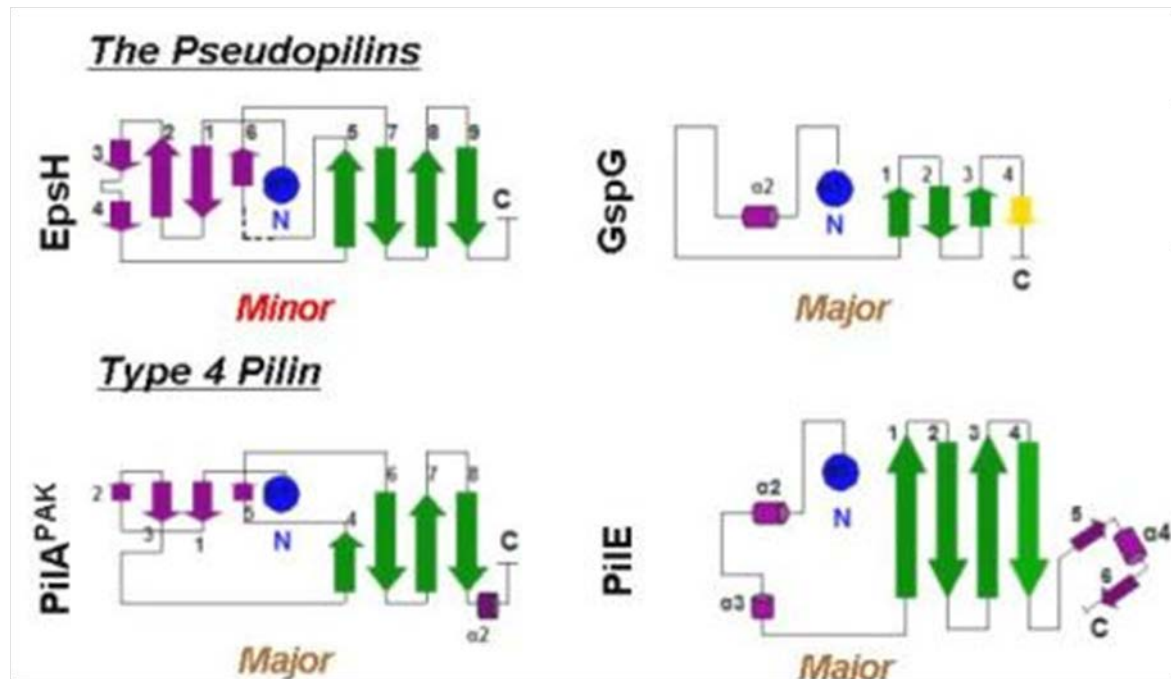 The Pseudopilins
EpsH
3
4
2
1
6
N
5
7
8
9
C
Minor
GspG
α2
N
1
2
3
4
C
Major
Type 4 Pilin
PilA^PAK
2
3
1
5
N
4
6
7
8
C
α2
Major
PilE
α2
α3
N
1
2
3
4
5
α4
6
C
Major